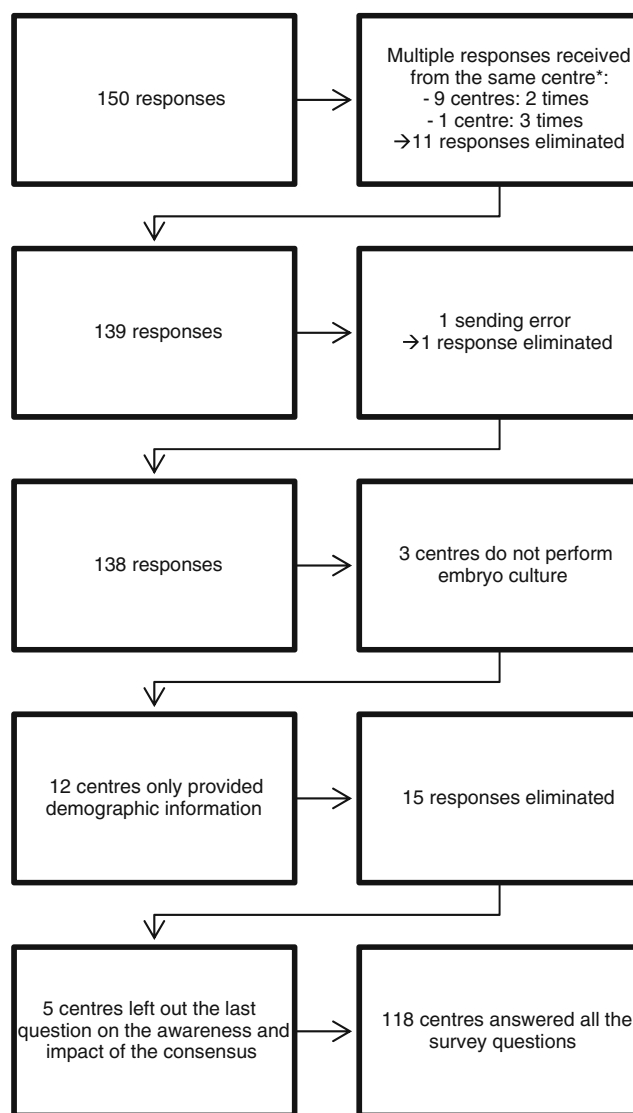 150 responses
Multiple responses received
from the same centre*:
- 9 centres: 2 times
- 1 centre: 3 times
→11 responses eliminated
139 responses
1 sending error
→1 response eliminated
138 responses
3 centres do not perform
embryo culture
12 centres only provided
demographic information
15 responses eliminated
5 centres left out the last
question on the awareness and
impact of the consensus
118 centres answered all the
survey questions